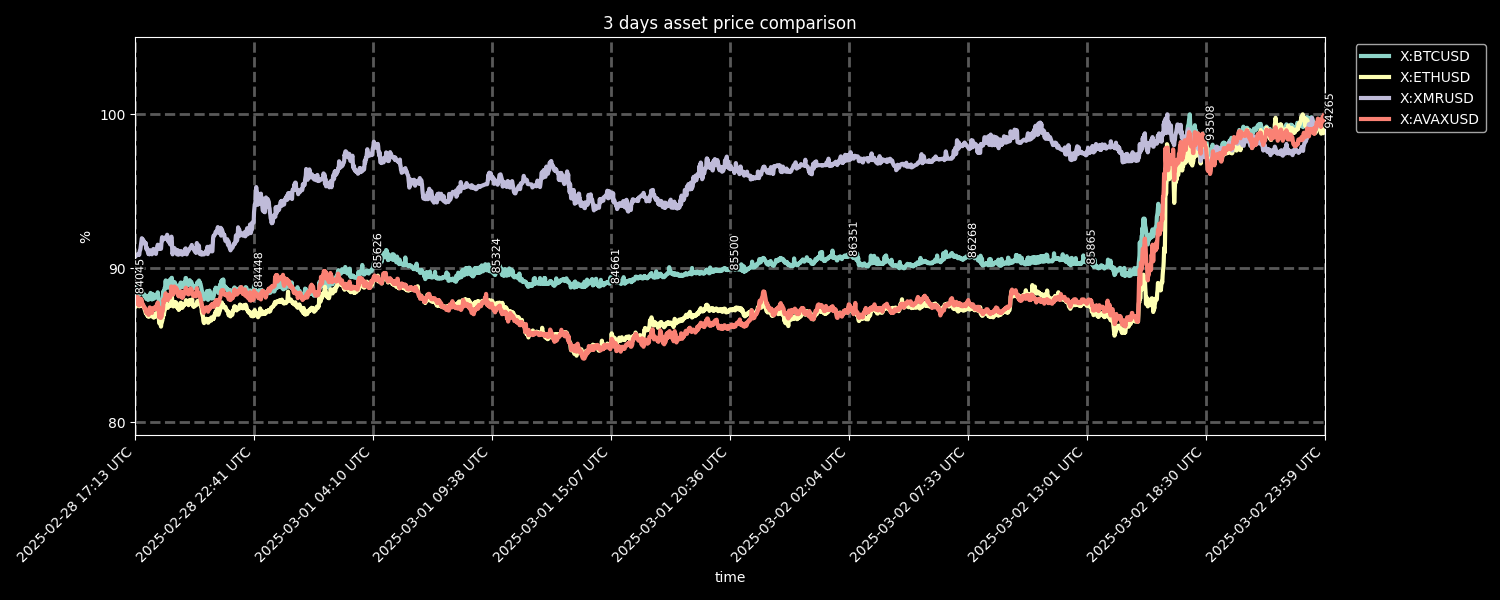 3 days asset price comparison
X:BTCUSD
X:ETHUSD
X:XMRUSD
X:AVAXUSD
%
100
90
80
84045
84448
85626
85324
84661
85500
86351
86268
85865
93508
94265
2025-02-28 17:13 UTC
2025-02-28 22:41 UTC
2025-03-01 04:10 UTC
2025-03-01 09:38 UTC
2025-03-01 15:07 UTC
2025-03-01 20:36 UTC
2025-03-02 02:04 UTC
2025-03-02 07:33 UTC
2025-03-02 13:01 UTC
2025-03-02 18:30 UTC
2025-03-02 23:59 UTC
time